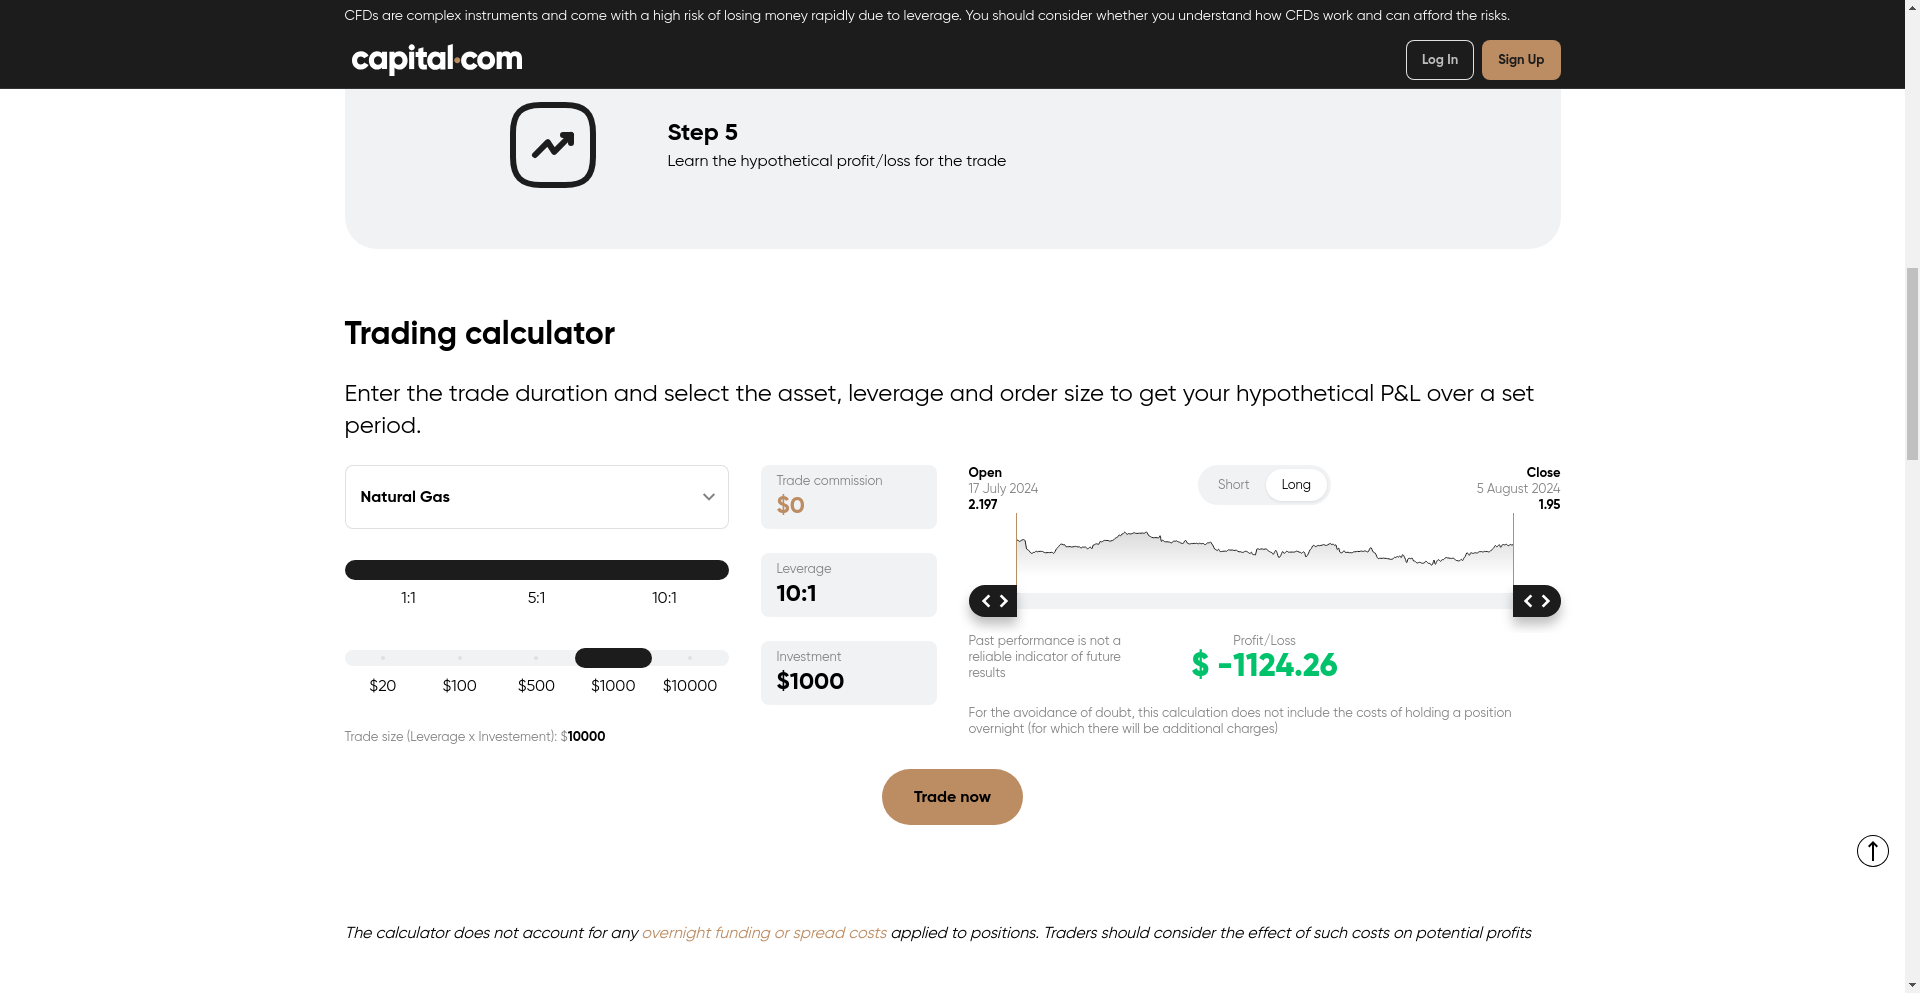 CFDs are complex instruments and come with a high risk of losing money rapidly due to leverage. You should consider whether you understand how CFDs work and can afford the risks.
capital.com
Log In
Sign Up
Step 5
Learn the hypothetical profit/loss for the trade
Trading calculator
Enter the trade duration and select the asset, leverage and order size to get your hypothetical P&L over a set
period.
Natural Gas
1:1
5:1
10:1
$20
$100
$500
$1000
$10000
Trade size (Leverage x Investement): $10000
Trade commission
$0
Leverage
10:1
Investment
$1000
Open
17 July 2024
2.197
Short
Long
Close
5 August 2024
1.95
Past performance is not a
reliable indicator of future
results
Profit/Loss
$ -1124.26
For the avoidance of doubt, this calculation does not include the costs of holding a position
overnight (for which there will be additional charges)
Trade now
The calculator does not account for any overnight funding or spread costs applied to positions. Traders should consider the effect of such costs on potential profits